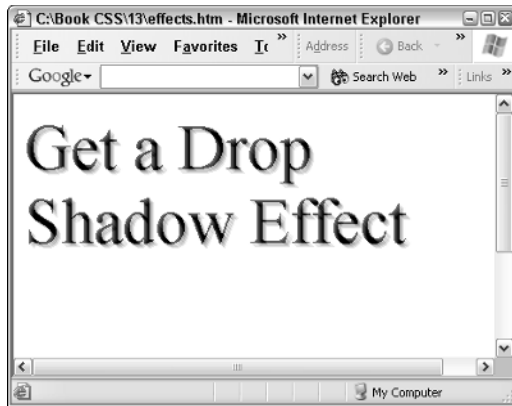 C:\Book CSS\13\effects.htm - Microsoft Internet Explorer
File Edit View Favorites To » Address Back »
Google Search Web » Links »
Get a Drop
Shadow Effect
My Computer